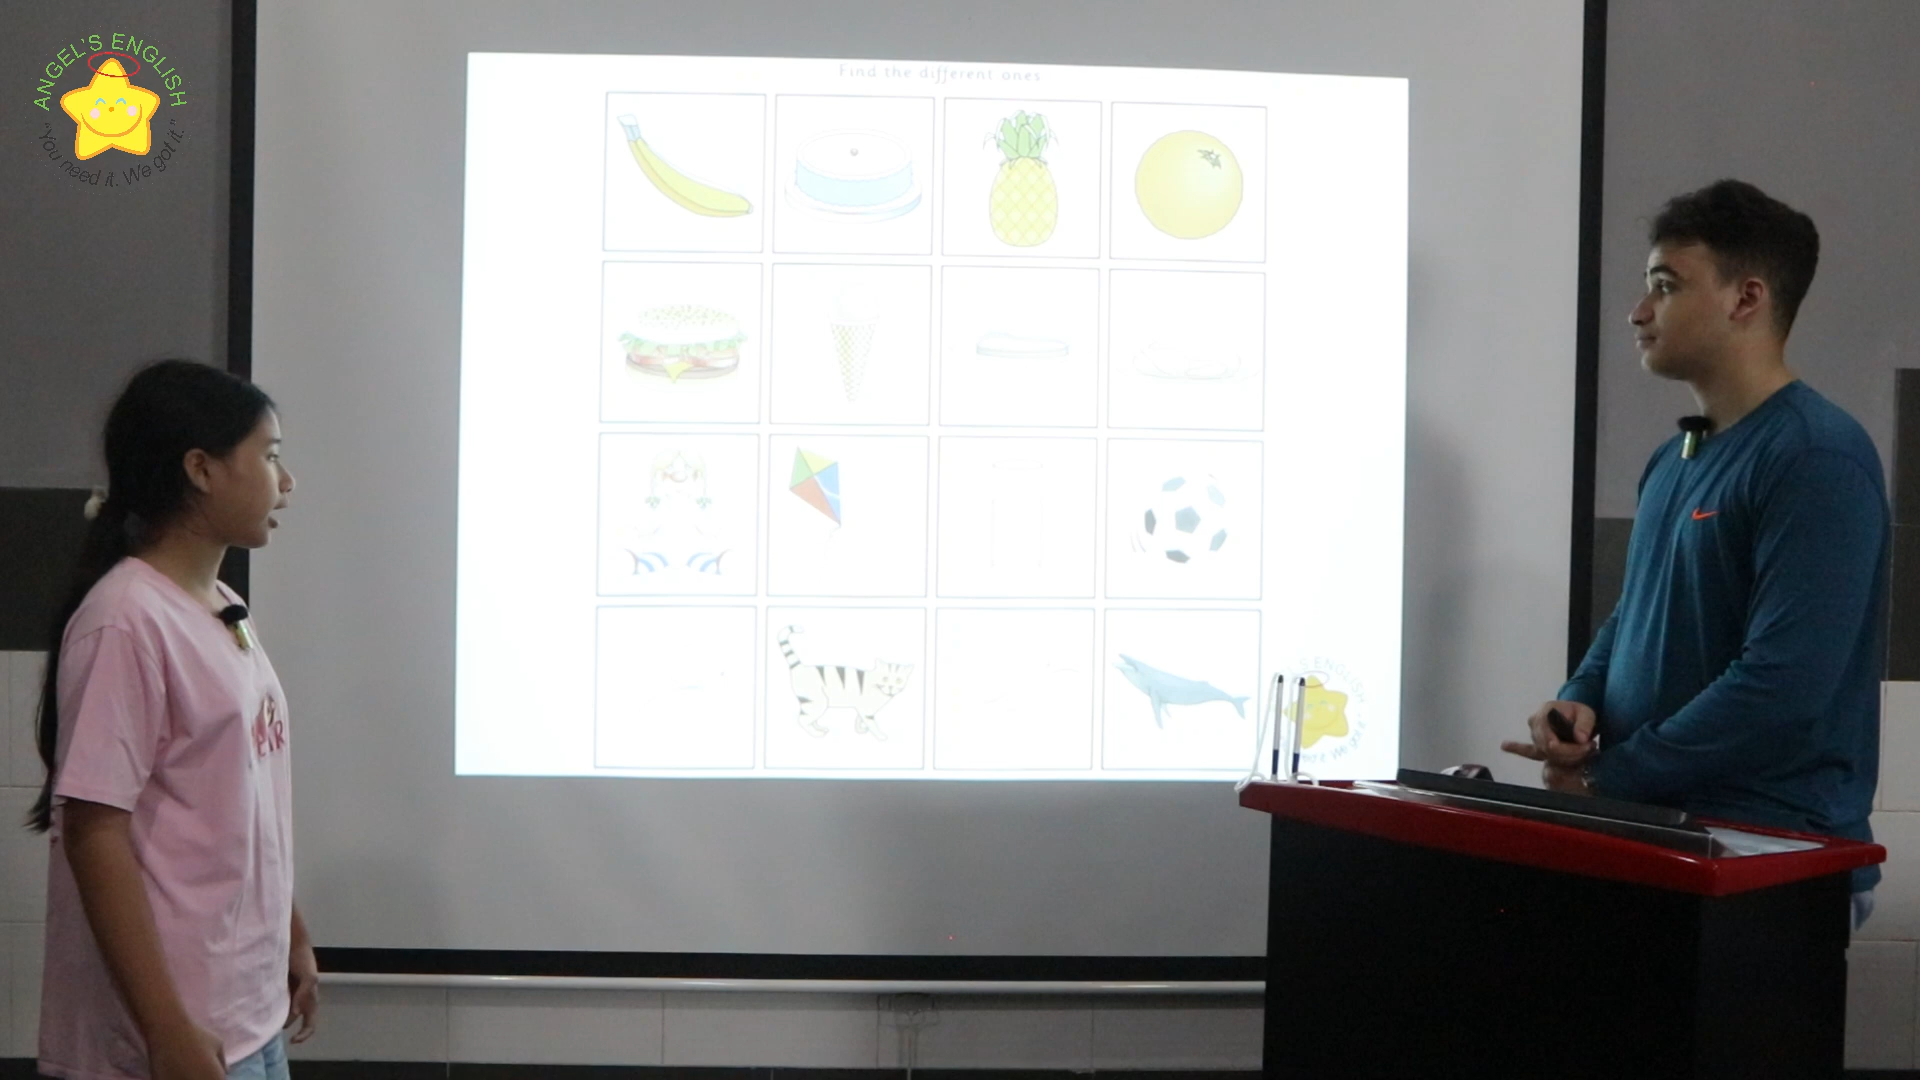 ANGEL'S ENGLISH
"You need it. We got it."
Find the different ones